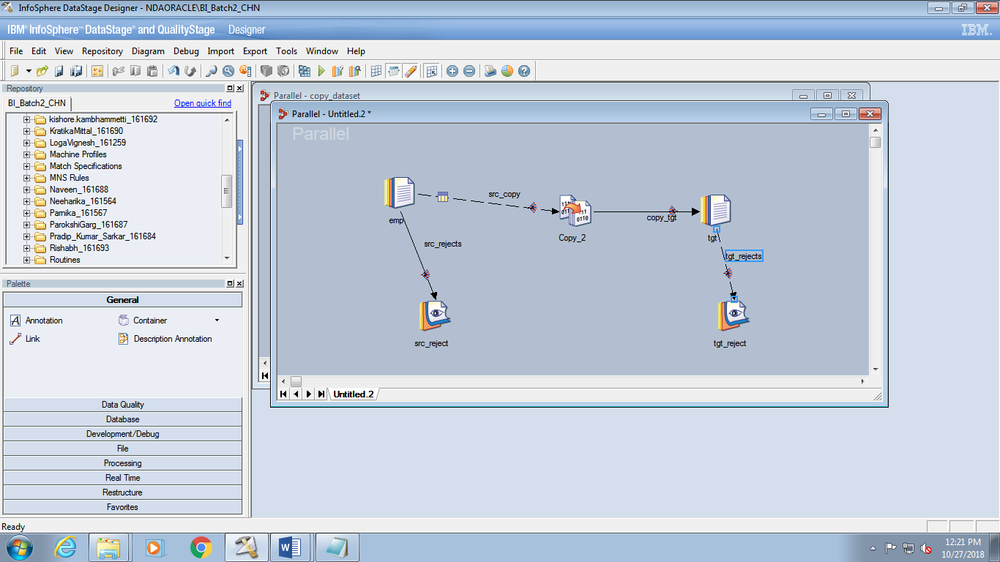 InfoSphere DataStage Designer - NDAORACLE\BI_Batch2_CHN
IBM® InfoSphere™ DataStage® and QualityStage Designer
IBM.
File Edit View Repository Diagram Debug Import Export Tools Window Help
Repository
BI_Batch2_CHN Open quick find
kishore.kambhammetti_161692
KratikaMittal_161690
LogaVignesh_161259
Machine Profiles
Match Specifications
MNS Rules
Naveen_161688
Neeharika_161564
Pamika_161567
ParokshiGarg_161687
Pradip_Kumar_Sarkar_161684
Rishabh_161693
Routines
Palette
General
Annotation Container
Link Description Annotation
Data Quality
Database
Development/Debug
File
Processing
Real Time
Restructure
Favorites
Parallel - copy_dataset
Parallel - Untitled.2 *
Parallel
emp
src_copy
Copy_2
copy_tgt
tgt
src_rejects
tgt_rejects
src_reject
tgt_reject
Untitled.2
Ready
12:21 PM
10/27/2018